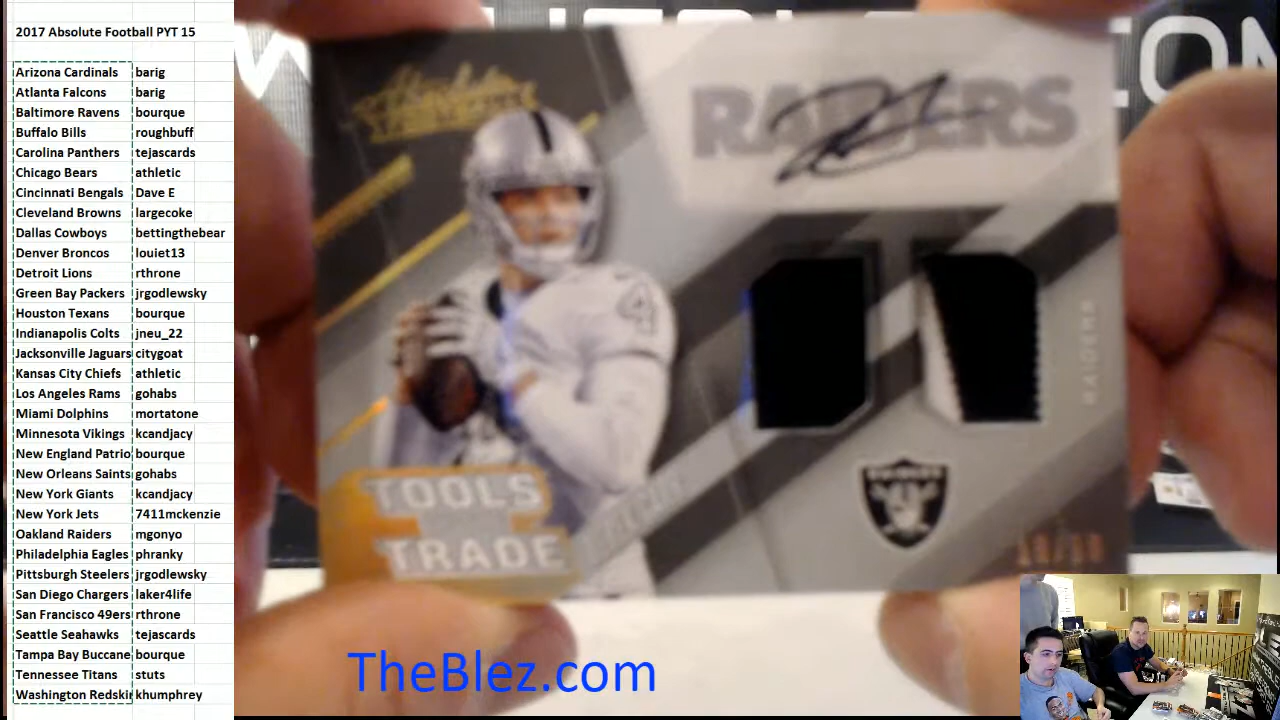 2017 Absolute Football PYT 15
Arizona Cardinals barig
Atlanta Falcons barig
Baltimore Ravens bourque
Buffalo Bills roughbuff
Carolina Panthers tejascards
Chicago Bears athletic
Cincinnati Bengals Dave E
Cleveland Browns largecoke
Dallas Cowboys bettingthebear
Denver Broncos louiet13
Detroit Lions rthrone
Green Bay Packers jrgodlewsky
Houston Texans bourque
Indianapolis Colts jneu_22
Jacksonville Jaguars citygoat
Kansas City Chiefs athletic
Los Angeles Rams gohabs
Miami Dolphins mortatone
Minnesota Vikings kcandjacy
New England Patrio bourque
New Orleans Saints gohabs
New York Giants kcandjacy
New York Jets 7411mckenzie
Oakland Raiders mgonyo
Philadelphia Eagles phranky
Pittsburgh Steelers jrgodlewsky
San Diego Chargers laker4life
San Francisco 49ers rthrone
Seattle Seahawks tejascards
Tampa Bay Buccane bourque
Tennessee Titans stuts
Washington Redski khumphrey
Absolute
RAIDERS
4
RAIDERS
RAIDERS
TOOLS
TRADE
TheBlez.com